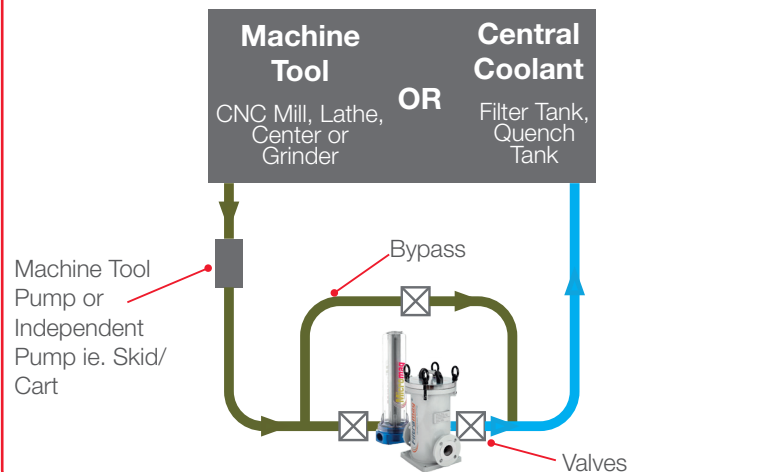 Machine
Tool
CNC Mill, Lathe,
Center or
Grinder
OR
Central
Coolant
Filter Tank,
Quench
Tank
Bypass
Machine Tool
Pump or
Independent
Pump ie. Skid/
Cart
Valves